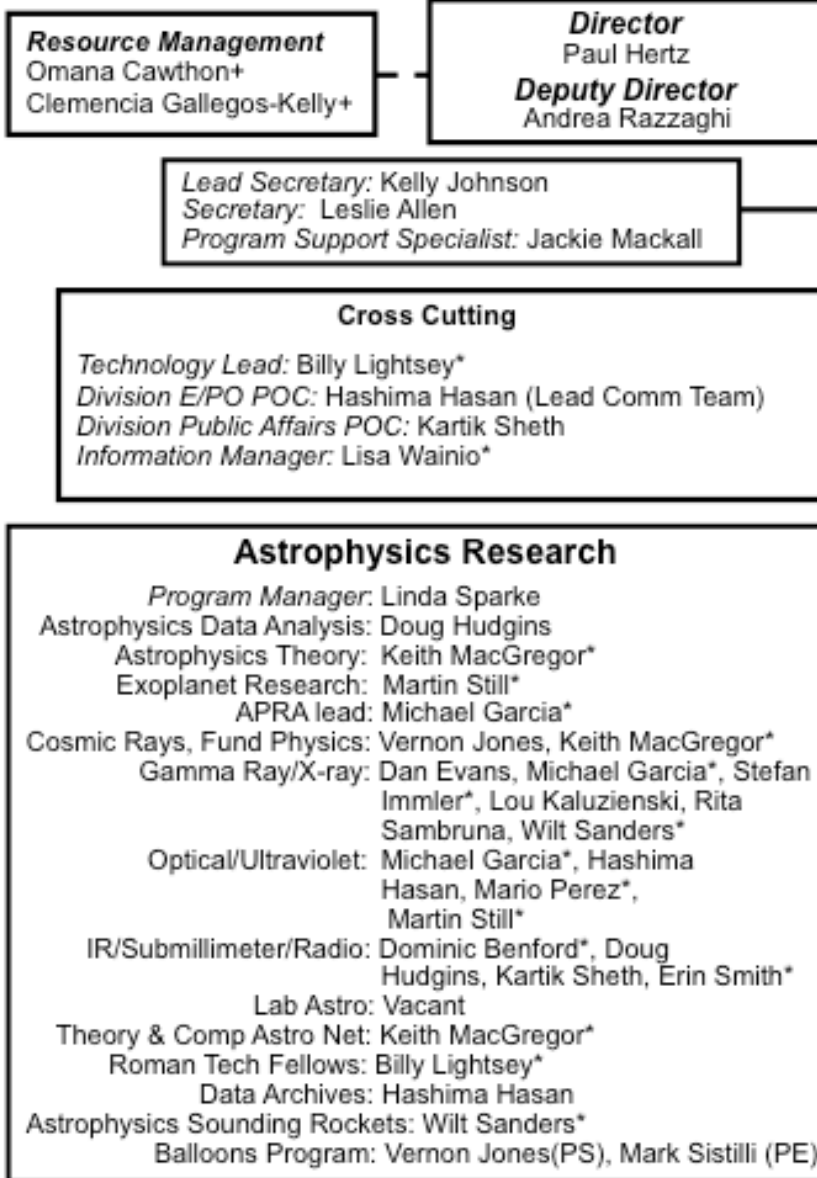 Resource Management
Omana Cawthon+
Clemencia Gallegos-Kelly+
Director
Paul Hertz
Deputy Director
Andrea Razzaghi
Lead Secretary: Kelly Johnson
Secretary: Leslie Allen
Program Support Specialist: Jackie Mackall
Cross Cutting
Technology Lead: Billy Lightsey*
Division E/PO POC: Hashima Hasan (Lead Comm Team)
Division Public Affairs POC: Kartik Sheth
Information Manager: Lisa Wainio*
Astrophysics Research
Program Manager: Linda Sparke
Astrophysics Data Analysis: Doug Hudgins
Astrophysics Theory: Keith MacGregor*
Exoplanet Research: Martin Still*
APRA lead: Michael Garcia*
Cosmic Rays, Fund Physics: Vernon Jones, Keith MacGregor*
Gamma Ray/X-ray: Dan Evans, Michael Garcia*, Stefan
Immler*, Lou Kaluzienski, Rita
Sambruna, Wilt Sanders*
Optical/Ultraviolet: Michael Garcia*, Hashima
Hasan, Mario Perez*,
Martin Still*
IR/Submillimeter/Radio: Dominic Benford*, Doug
Hudgins, Kartik Sheth, Erin Smith*
Lab Astro: Vacant
Theory & Comp Astro Net: Keith MacGregor*
Roman Tech Fellows: Billy Lightsey*
Data Archives: Hashima Hasan
Astrophysics Sounding Rockets: Wilt Sanders*
Balloons Program: Vernon Jones(PS), Mark Sistilli (PE)